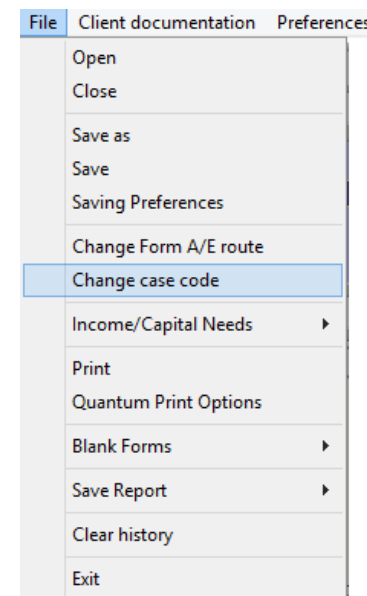 File Client documentation Preferences
Open
Close
Save as
Save
Saving Preferences
Change Form A/E route
Change case code
Income/Capital Needs
Print
Quantum Print Options
Blank Forms
Save Report
Clear history
Exit